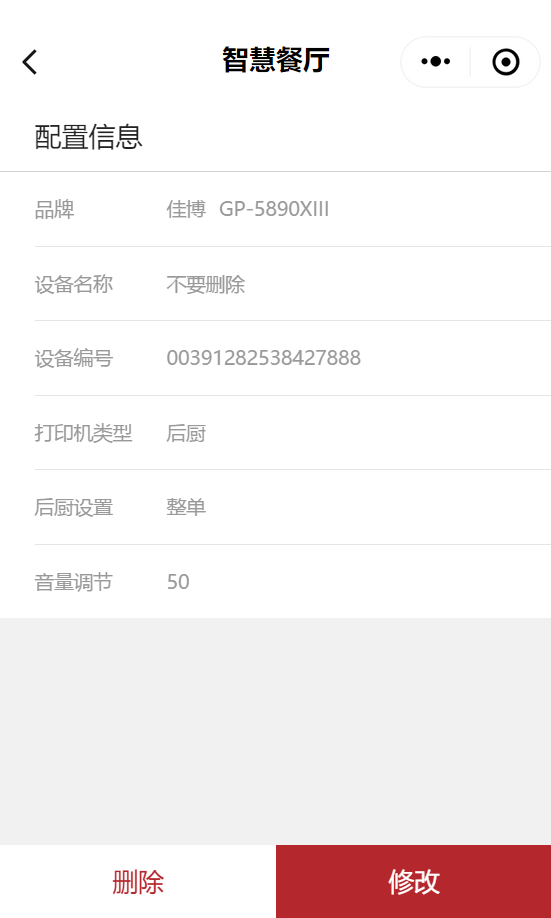 智慧餐厅
配置信息
品牌 佳博 GP-5890XIII
设备名称 不要删除
设备编号 00391282538427888
打印机类型 后厨
后厨设置 整单
音量调节 50
删除 修改